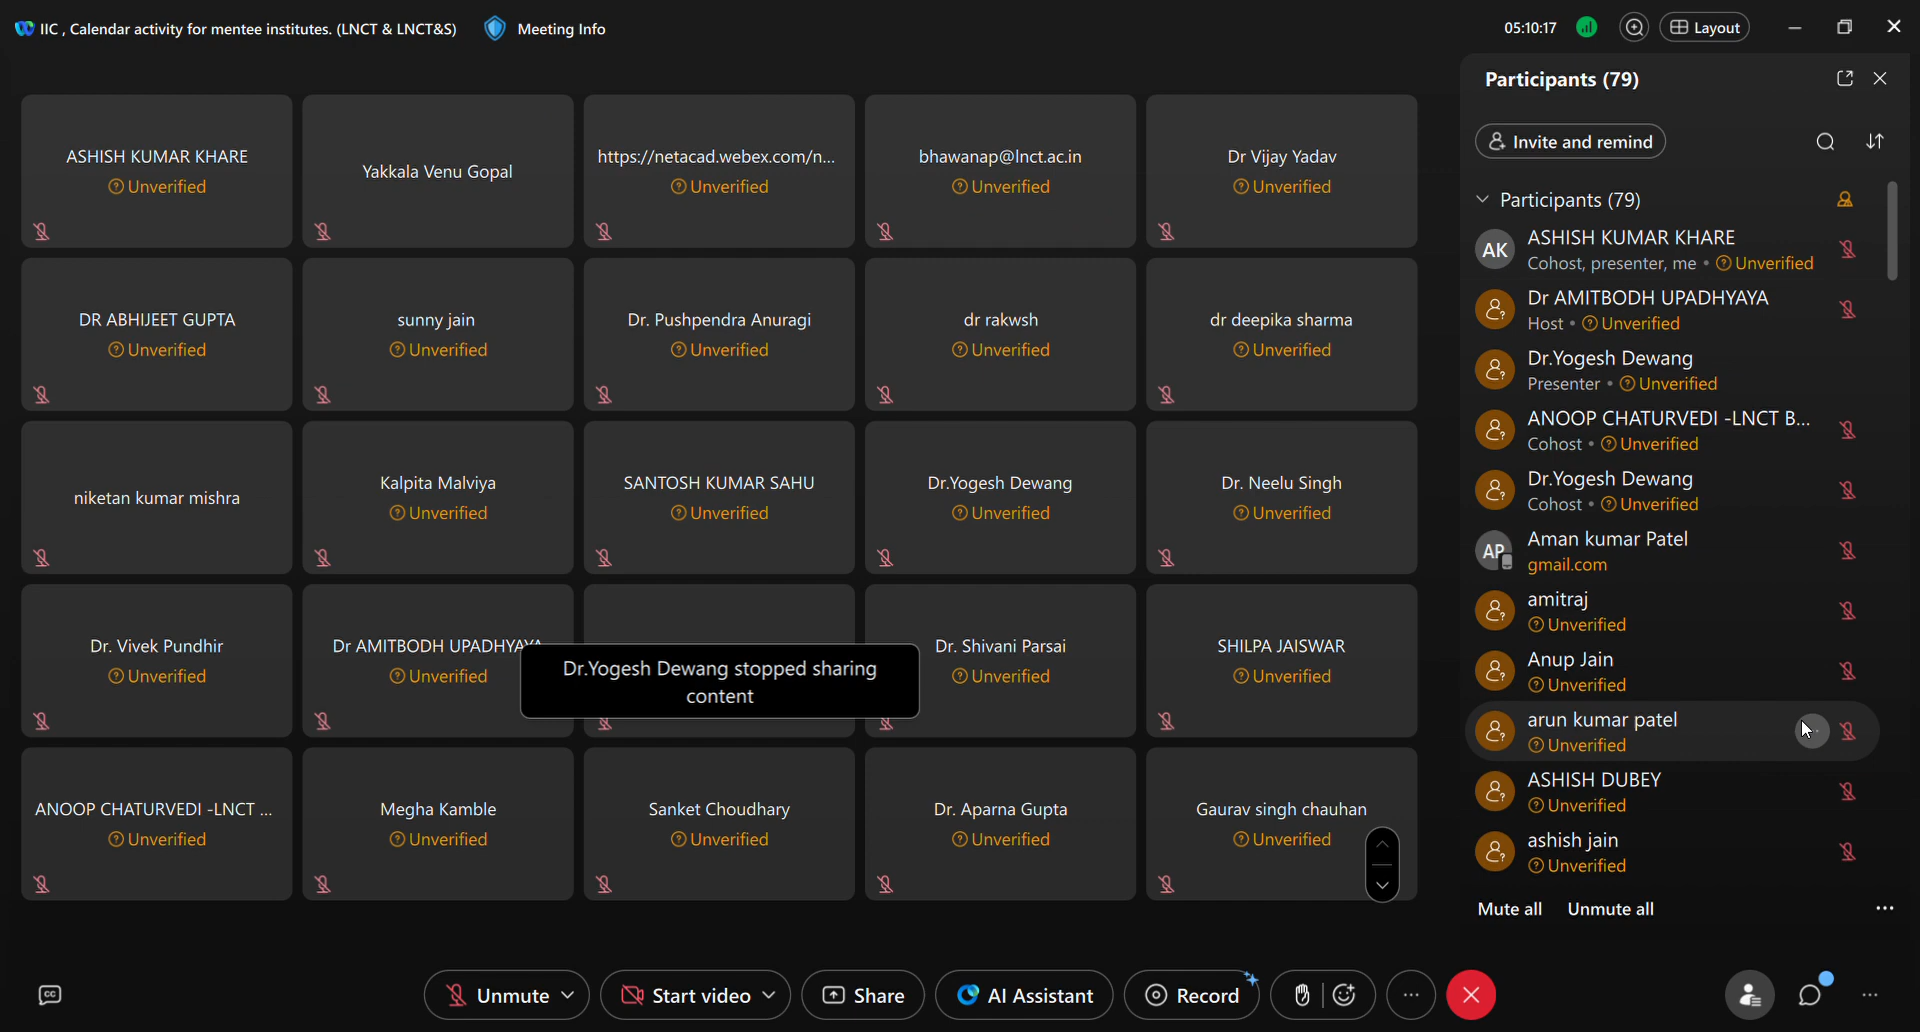 IIC , Calendar activity for mentee institutes. (LNCT & LNCT&S)
Meeting Info
05:10:17
Layout
ASHISH KUMAR KHARE
Unverified
Yakkala Venu Gopal
https://netacad.webex.com/n...
Unverified
bhawanap@lnct.ac.in
Unverified
Dr Vijay Yadav
Unverified
DR ABHIJEET GUPTA
Unverified
sunny jain
Unverified
Dr. Pushpendra Anuragi
Unverified
dr rakwsh
Unverified
dr deepika sharma
Unverified
niketan kumar mishra
Kalpita Malviya
Unverified
SANTOSH KUMAR SAHU
Unverified
Dr.Yogesh Dewang
Unverified
Dr. Neelu Singh
Unverified
Dr. Vivek Pundhir
Unverified
Dr AMITBODH UPADHYAYA
Unverified
Dr.Yogesh Dewang stopped sharing
content
Dr. Shivani Parsai
Unverified
SHILPA JAISWAR
Unverified
ANOOP CHATURVEDI -LNCT ...
Unverified
Megha Kamble
Unverified
Sanket Choudhary
Unverified
Dr. Aparna Gupta
Unverified
Gaurav singh chauhan
Unverified
Participants (79)
Invite and remind
Participants (79)
AK
ASHISH KUMAR KHARE
Cohost, presenter, me • Unverified
Dr AMITBODH UPADHYAYA
Host • Unverified
Dr.Yogesh Dewang
Presenter • Unverified
ANOOP CHATURVEDI -LNCT B...
Cohost • Unverified
Dr.Yogesh Dewang
Cohost • Unverified
AP
Aman kumar Patel
gmail.com
amitraj
Unverified
Anup Jain
Unverified
arun kumar patel
Unverified
ASHISH DUBEY
Unverified
ashish jain
Unverified
Mute all
Unmute all
CC
Unmute
Start video
Share
AI Assistant
Record